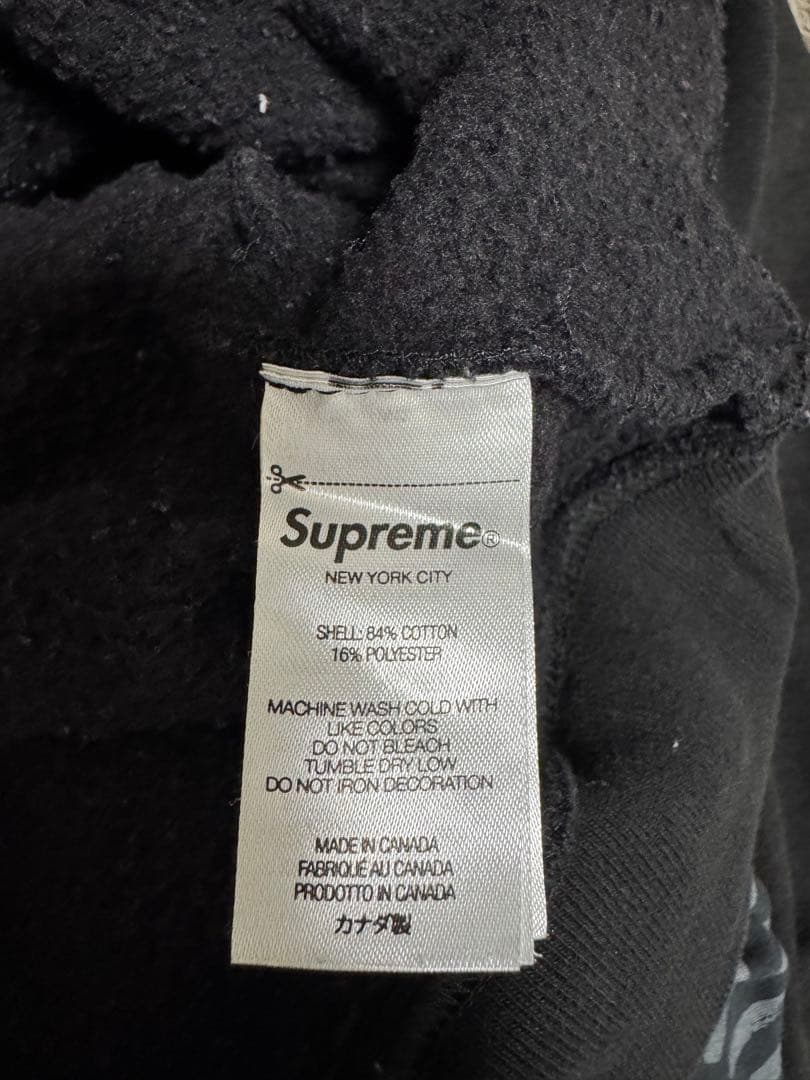 Supreme®
NEW YORK CITY
SHELL: 84% COTTON
16% POLYESTER
MACHINE WASH COLD WITH
LIKE COLORS
DO NOT BLEACH
TUMBLE DRY LOW
DO NOT IRON DECORATION
MADE IN CANADA
FABRIQUÉ AU CANADA
PRODOTTO IN CANADA
カナダ製